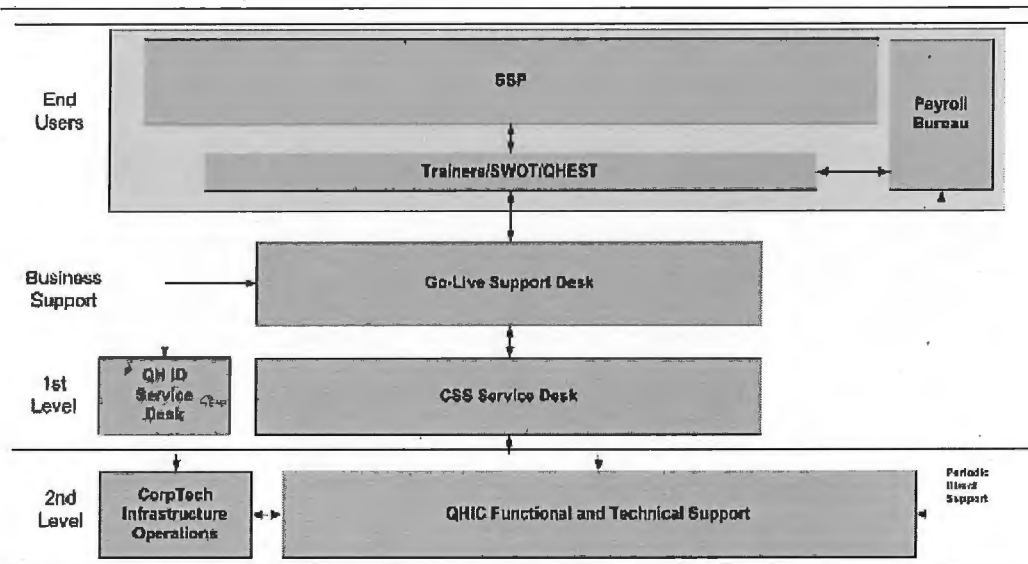 End
Users
SSP
Payroll
Bureau
Trainers/SWOT/QHEST
Business
Support
Go-Live Support Desk
1st
Level
QH ID
Service
Desk
CSS Service Desk
2nd
Level
CorpTech
Infrastructure
Operations
QHIC Functional and Technical Support
Periodic
Direct
Support